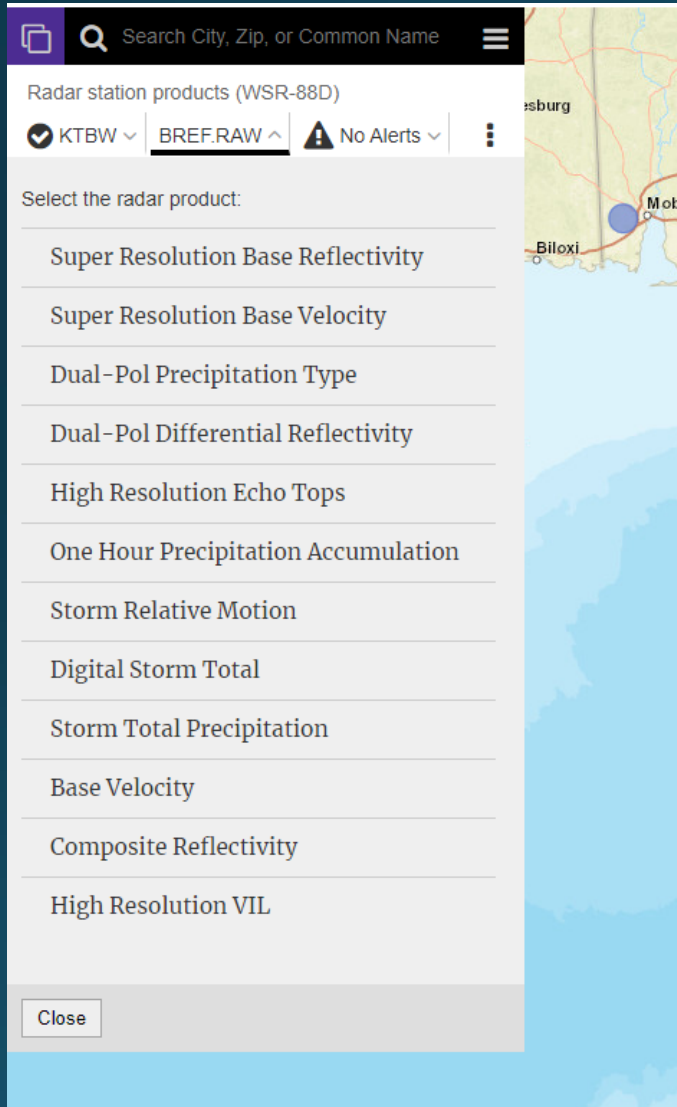 Search City, Zip, or Common Name
Radar station products (WSR-88D)
KTBW BREF.RAW No Alerts
Select the radar product:
Super Resolution Base Reflectivity
Super Resolution Base Velocity
Dual-Pol Precipitation Type
Dual-Pol Differential Reflectivity
High Resolution Echo Tops
One Hour Precipitation Accumulation
Storm Relative Motion
Digital Storm Total
Storm Total Precipitation
Base Velocity
Composite Reflectivity
High Resolution VIL
Close
esburg
Mob
Biloxi